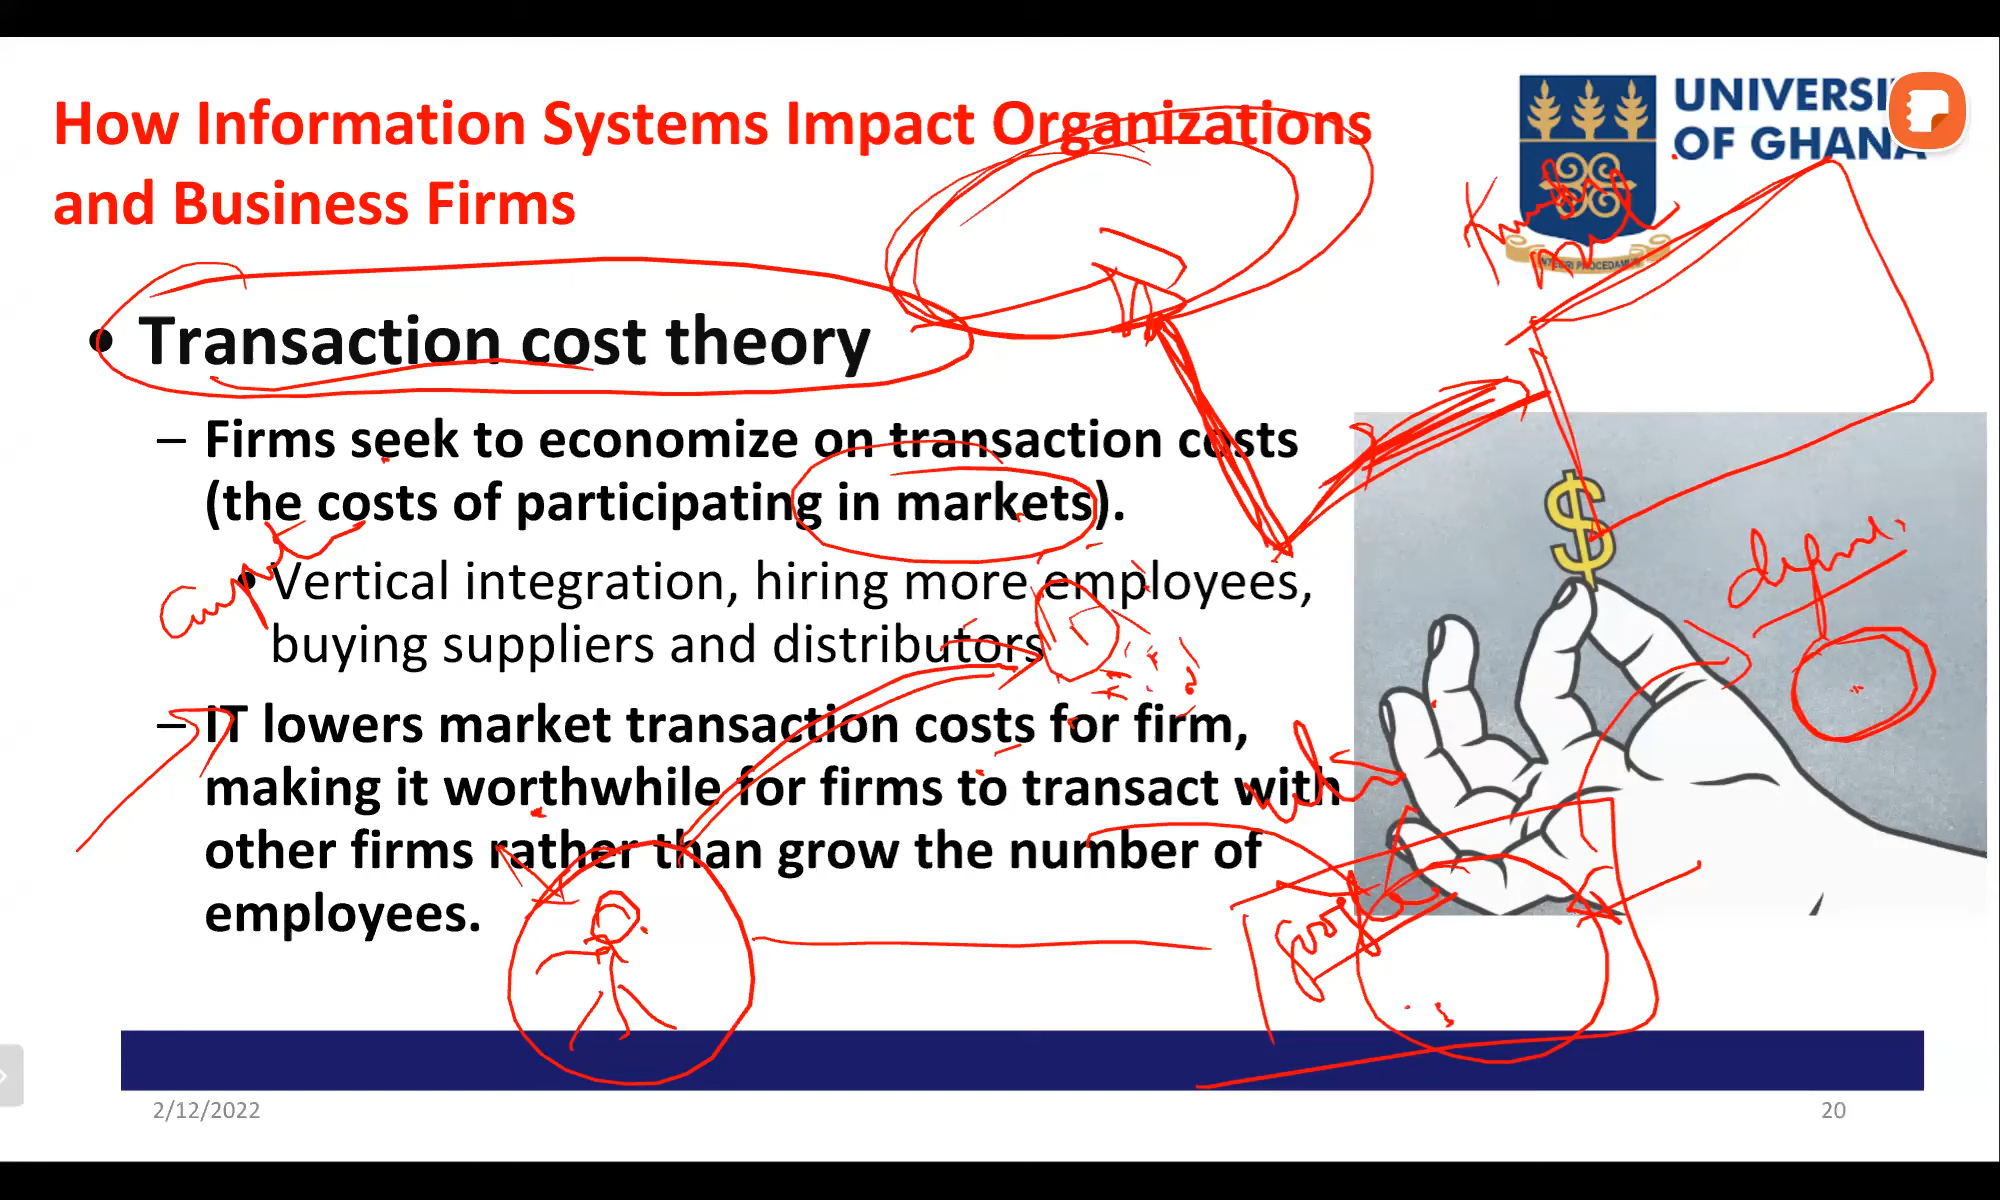 How Information Systems Impact Organizations
and Business Firms
UNIVERSI
OF GHANA
INTEGRI PROCEDAMUS
• Transaction cost theory
– Firms seek to economize on transaction costs
(the costs of participating in markets).
• Vertical integration, hiring more employees,
buying suppliers and distributors
– IT lowers market transaction costs for firm,
making it worthwhile for firms to transact with
other firms rather than grow the number of
employees.
$
2/12/2022
20